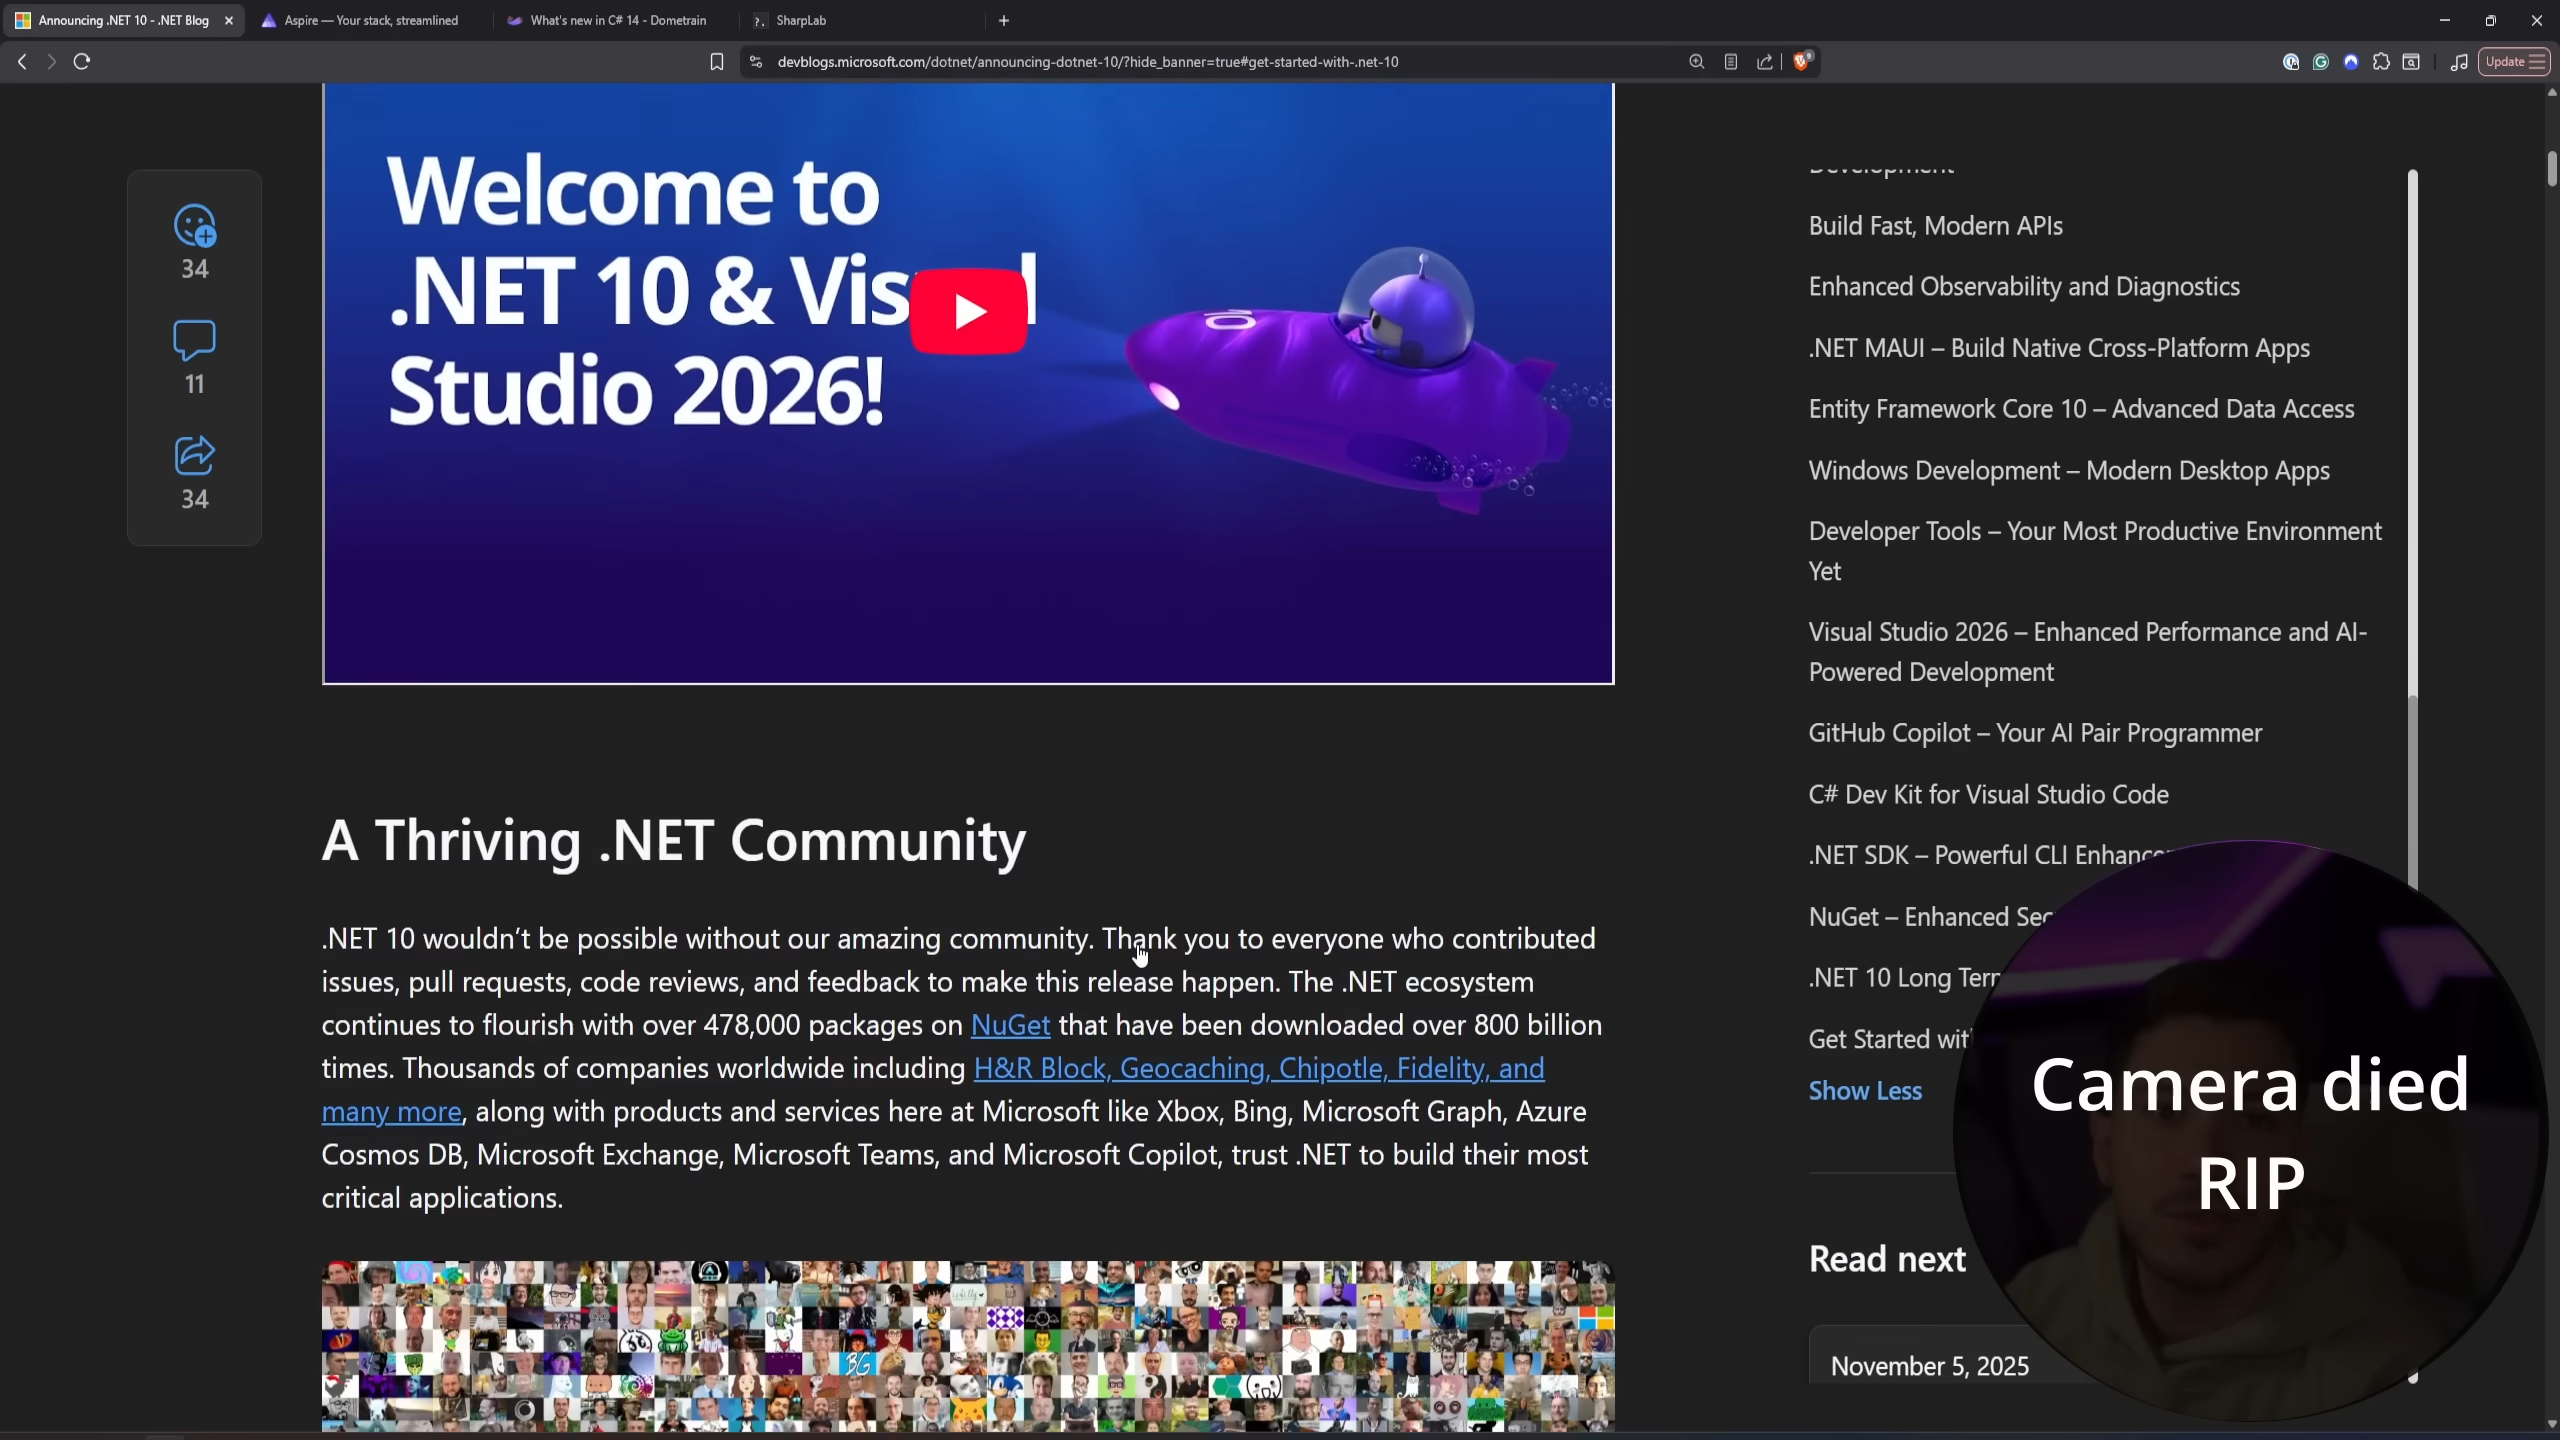 Announcing .NET 10 - .NET Blog
Aspire — Your stack, streamlined
What's new in C# 14 - Dometrain
SharpLab
devblogs.microsoft.com/dotnet/announcing-dotnet-10/?hide_banner=true#get-started-with-.net-10
Update
34
11
34
Welcome to
.NET 10 & Vis
Studio 2026!
10
A Thriving .NET Community
.NET 10 wouldn’t be possible without our amazing community. Thank you to everyone who contributed
issues, pull requests, code reviews, and feedback to make this release happen. The .NET ecosystem
continues to flourish with over 478,000 packages on NuGet that have been downloaded over 800 billion
times. Thousands of companies worldwide including H&R Block, Geocaching, Chipotle, Fidelity, and
many more, along with products and services here at Microsoft like Xbox, Bing, Microsoft Graph, Azure
Cosmos DB, Microsoft Exchange, Microsoft Teams, and Microsoft Copilot, trust .NET to build their most
critical applications.
BG
Development
Build Fast, Modern APIs
Enhanced Observability and Diagnostics
.NET MAUI – Build Native Cross-Platform Apps
Entity Framework Core 10 – Advanced Data Access
Windows Development – Modern Desktop Apps
Developer Tools – Your Most Productive Environment
Yet
Visual Studio 2026 – Enhanced Performance and AI-
Powered Development
GitHub Copilot – Your AI Pair Programmer
C# Dev Kit for Visual Studio Code
.NET SDK – Powerful CLI Enhance
NuGet – Enhanced Sec
.NET 10 Long Term
Get Started wit
Show Less
Read next
November 5, 2025
Camera died
RIP